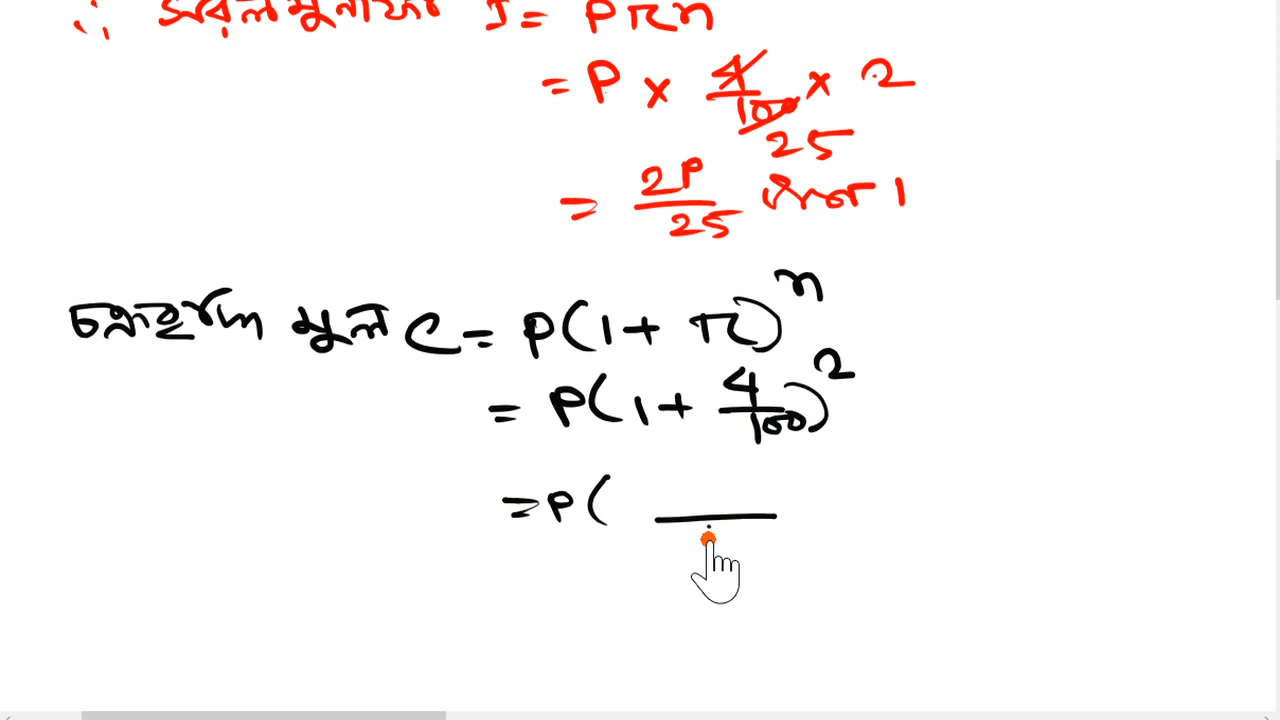 ∴ সরল মুনাফা I = Prn
= P × 4/100 × 2
25
= 2P/25 টাকা।
চক্রবৃদ্ধি মূল C = P(1 + r)^n
= P(1 + 4/100)^2
= P(